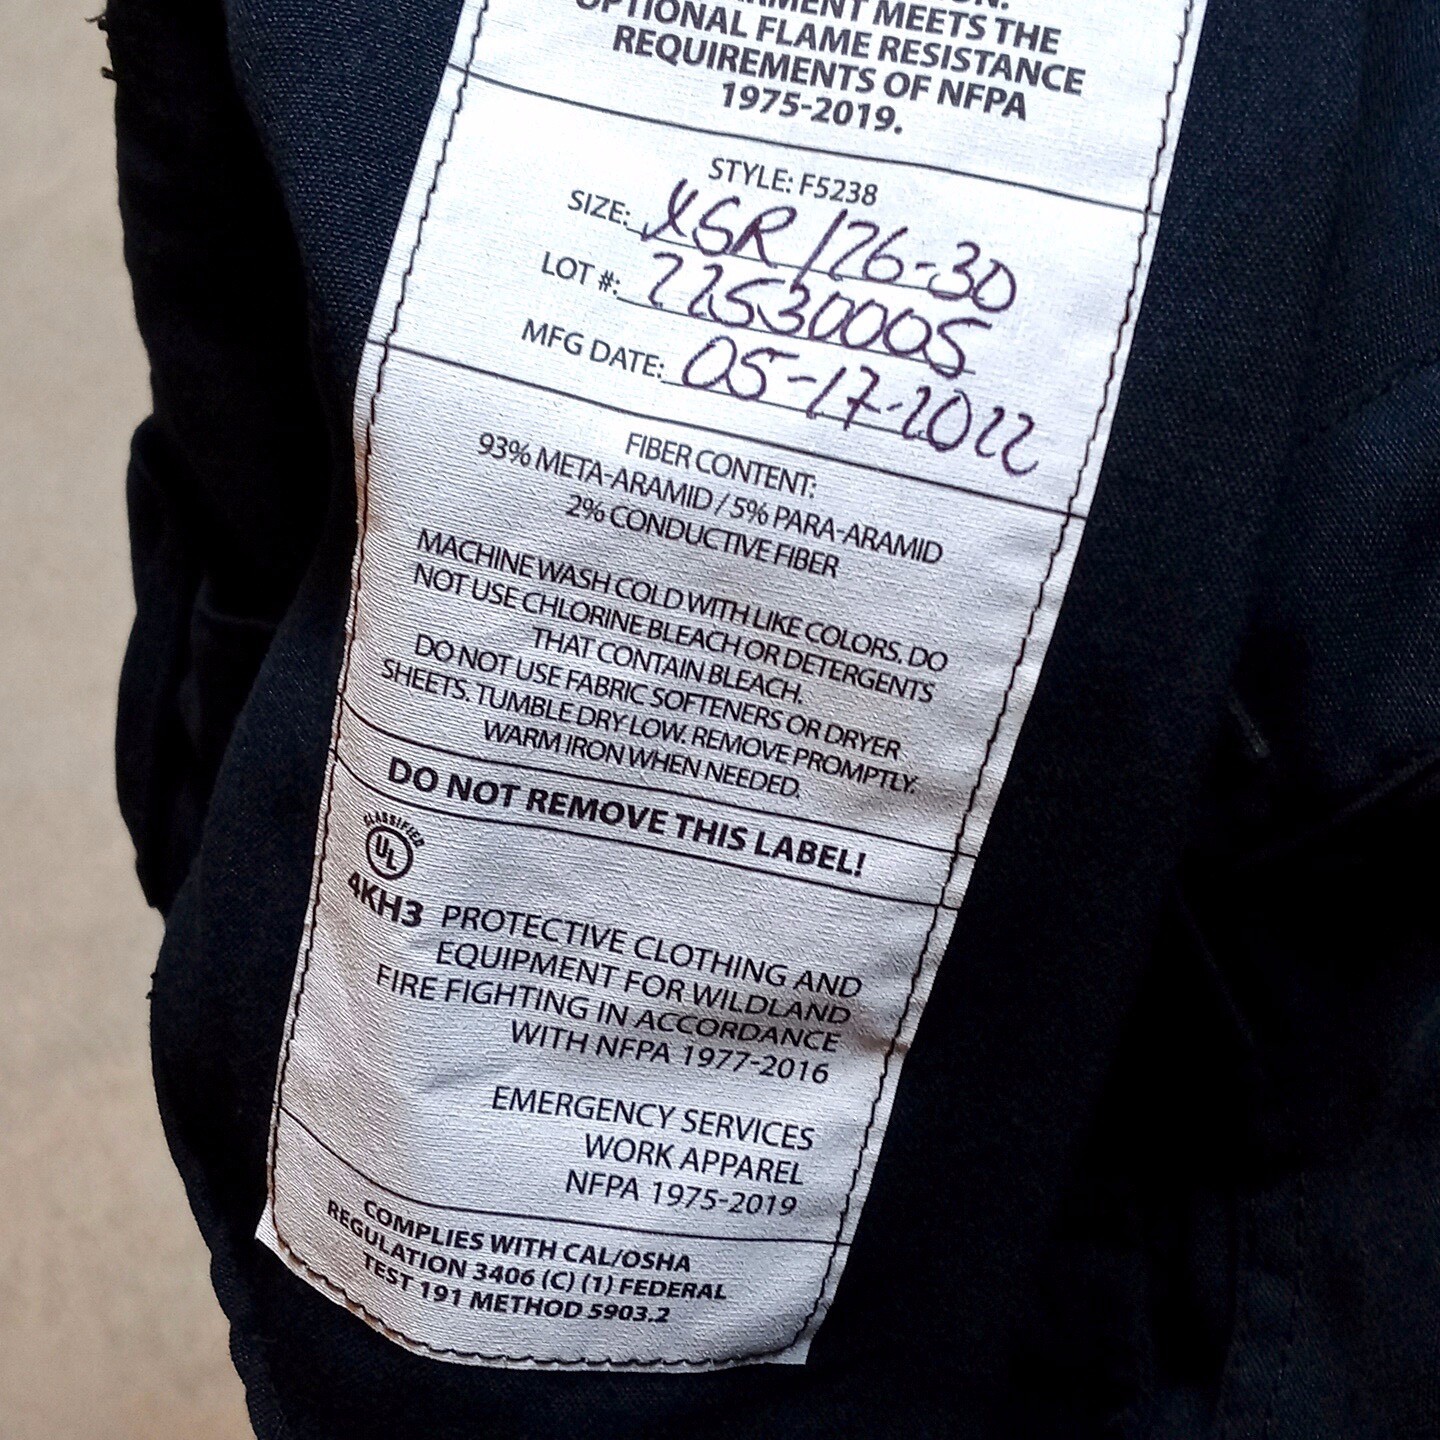 MENT MEETS THE
OPTIONAL FLAME RESISTANCE
REQUIREMENTS OF NFPA
1975-2019.
STYLE: F5238
SIZE: XSR/26-30
LOT #: 22530005
MFG DATE: 05-17-2022
FIBER CONTENT:
93% META-ARAMID / 5% PARA-ARAMID
2% CONDUCTIVE FIBER
MACHINE WASH COLD WITH LIKE COLORS. DO
NOT USE CHLORINE BLEACH OR DETERGENTS
THAT CONTAIN BLEACH.
DO NOT USE FABRIC SOFTENERS OR DRYER
SHEETS. TUMBLE DRY LOW. REMOVE PROMPTLY.
WARM IRON WHEN NEEDED.
DO NOT REMOVE THIS LABEL!
CLASSIFIED
UL
4KH3
PROTECTIVE CLOTHING AND
EQUIPMENT FOR WILDLAND
FIRE FIGHTING IN ACCORDANCE
WITH NFPA 1977-2016
EMERGENCY SERVICES
WORK APPAREL
NFPA 1975-2019
COMPLIES WITH CAL/OSHA
REGULATION 3406 (C) (1) FEDERAL
TEST 191 METHOD 5903.2